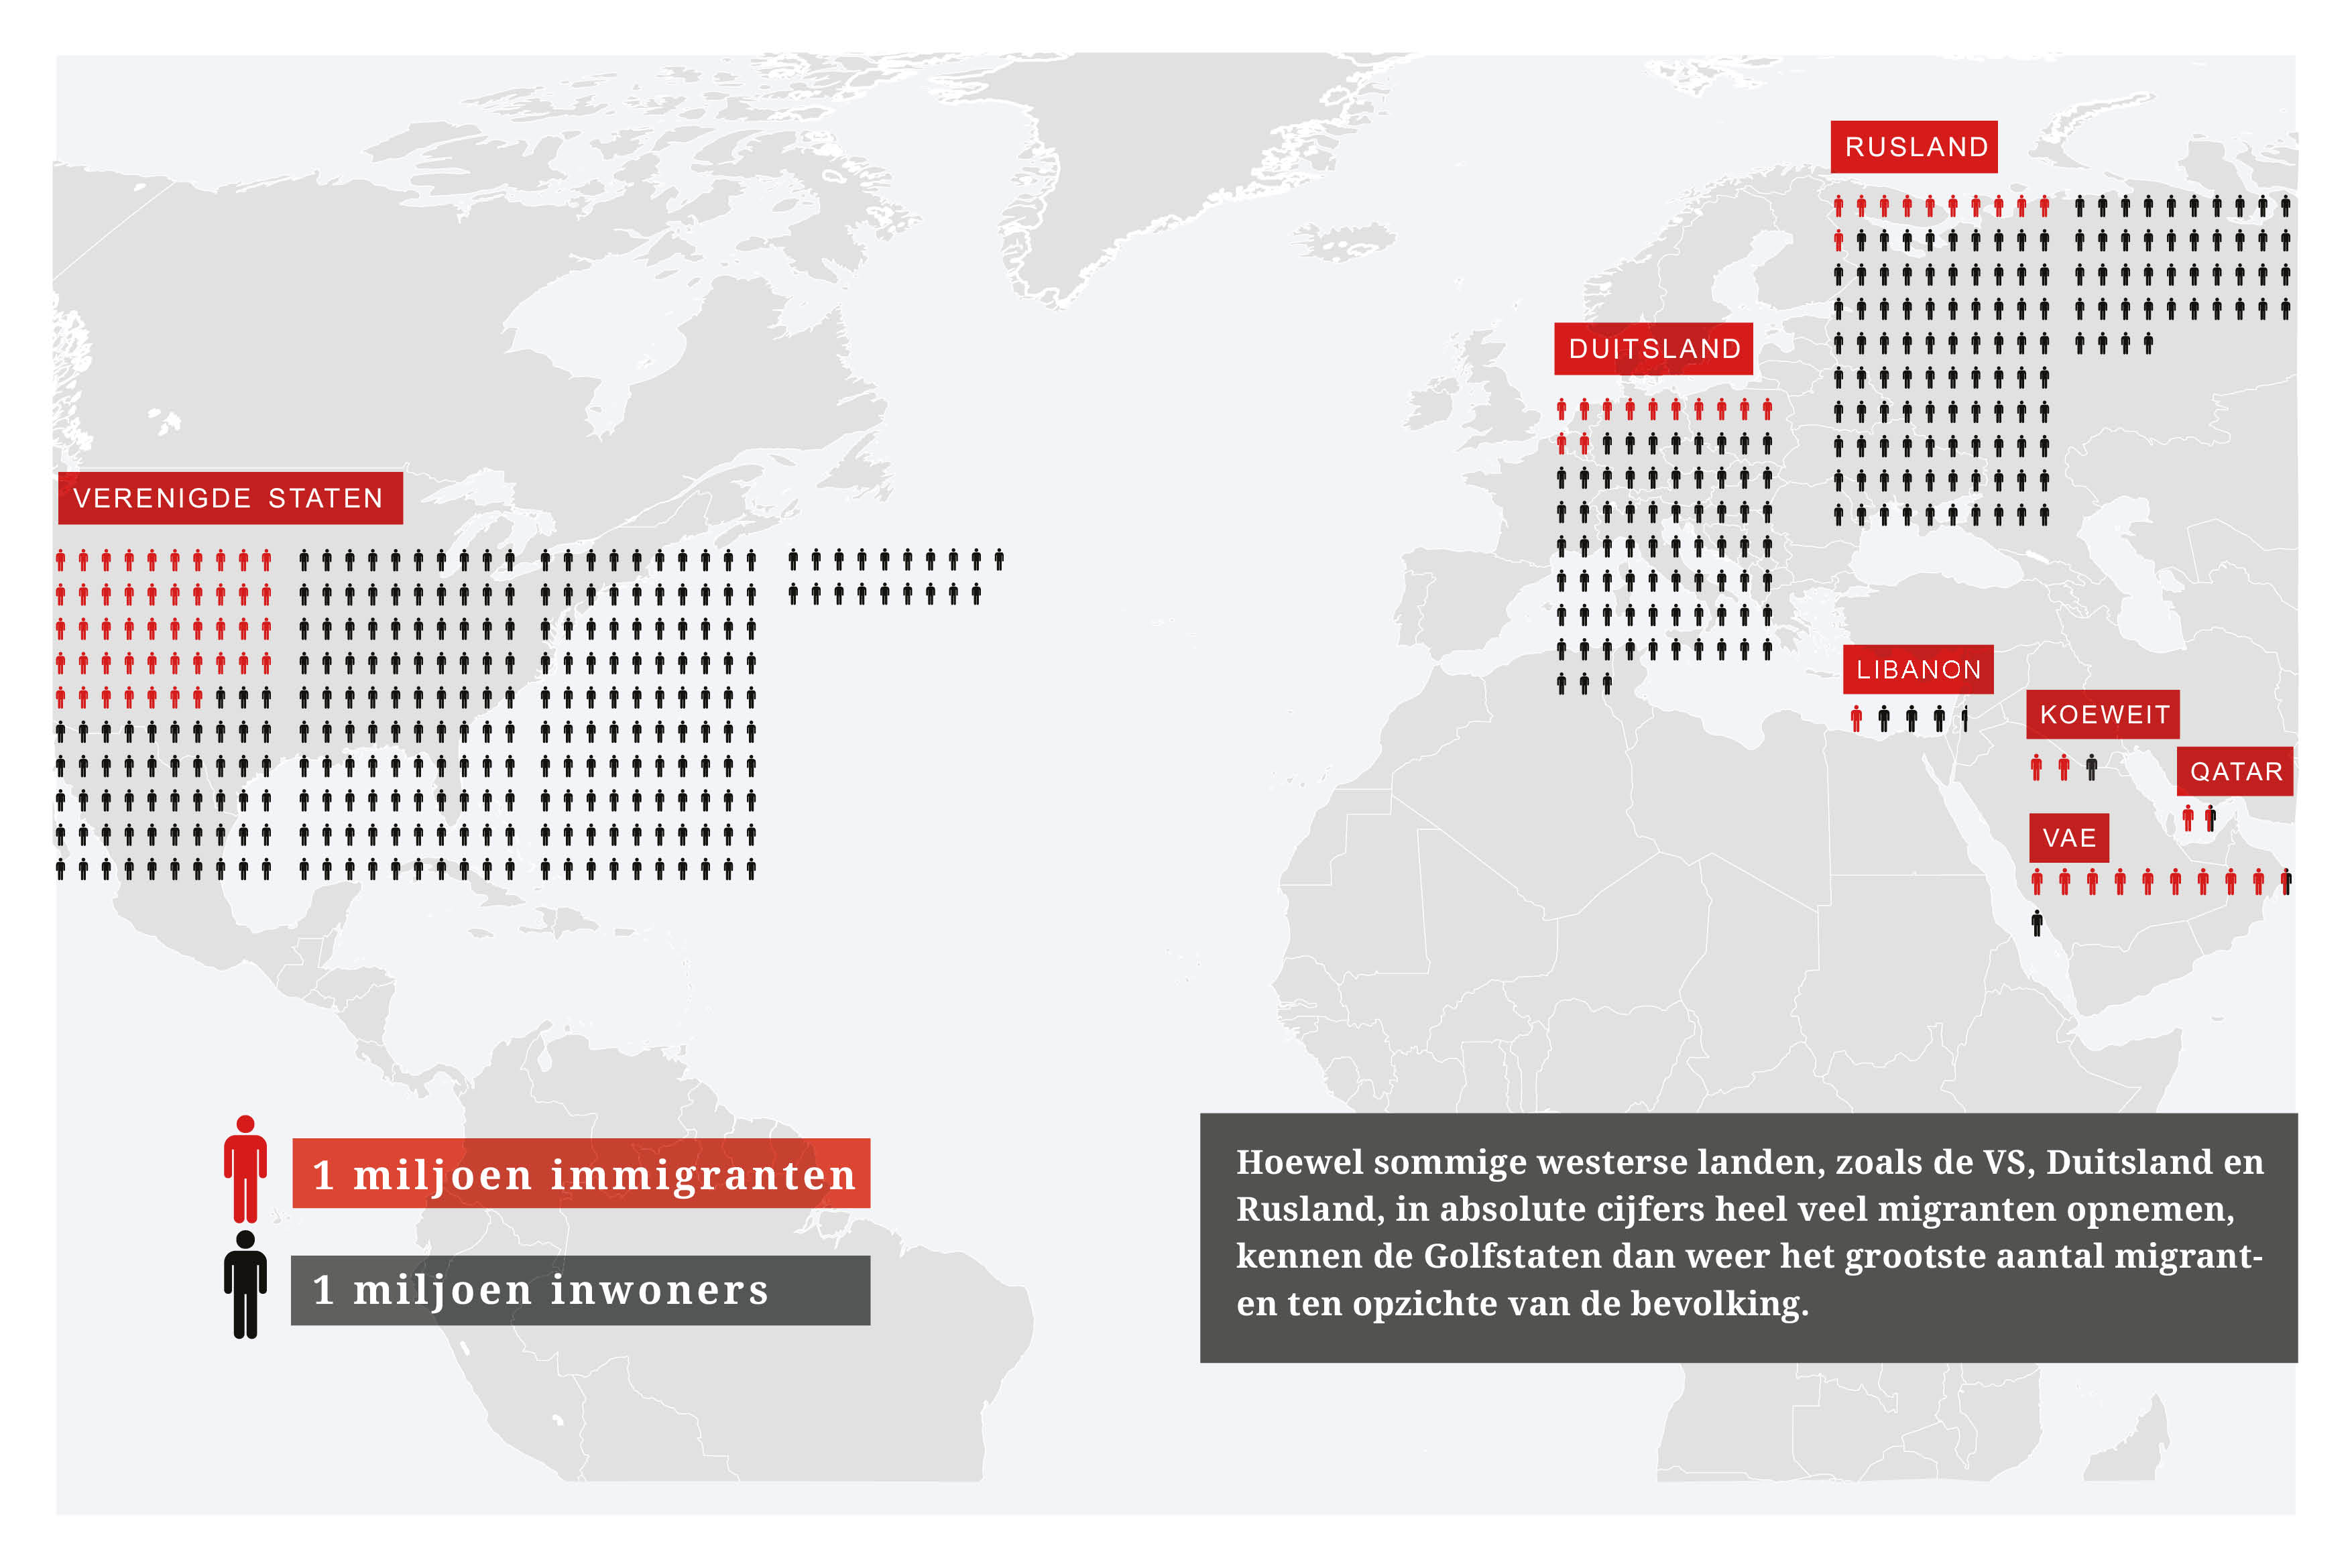 RUSLAND
DUITSLAND
VERENIGDE STATEN
LIBANON
KOEWEIT
QATAR
VAE
1 miljoen immigranten
1 miljoen inwoners
Hoewel sommige westerse landen, zoals de VS, Duitsland en
Rusland, in absolute cijfers heel veel migranten opnemen,
kennen de Golfstaten dan weer het grootste aantal migrant-
en ten opzichte van de bevolking.